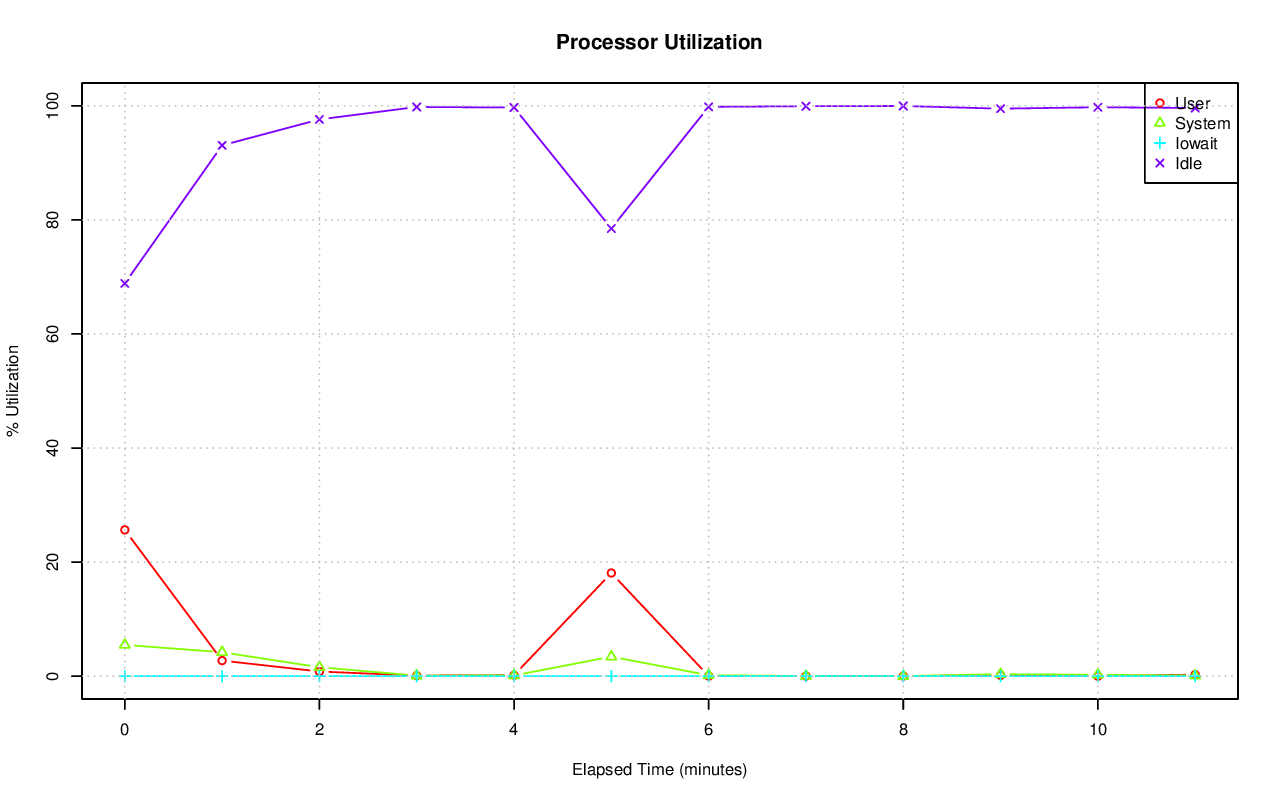 Processor Utilization
100
80
60
40
20
0
% Utilization
User
System
Iowait
Idle
0 2 4 6 8 10
Elapsed Time (minutes)